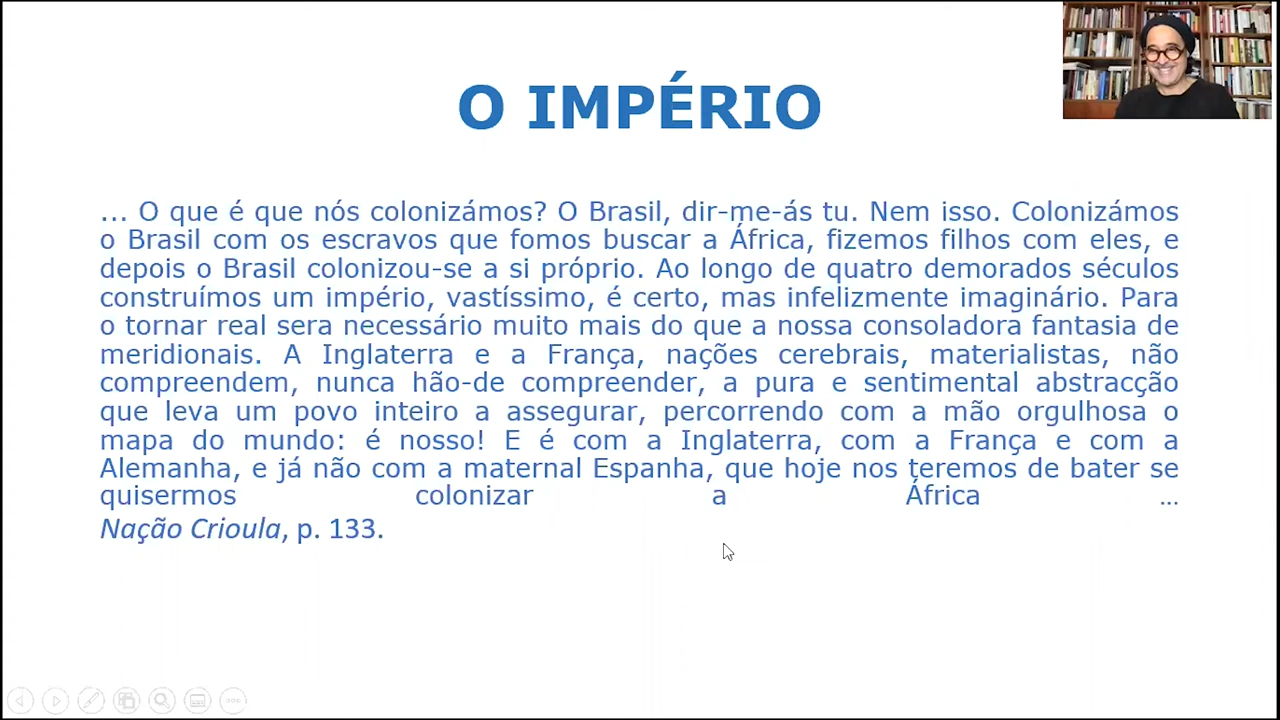 O IMPÉRIO
... O que é que nós colonizámos? O Brasil, dir-me-ás tu. Nem isso. Colonizámos
o Brasil com os escravos que fomos buscar a África, fizemos filhos com eles, e
depois o Brasil colonizou-se a si próprio. Ao longo de quatro demorados séculos
construímos um império, vastíssimo, é certo, mas infelizmente imaginário. Para
o tornar real sera necessário muito mais do que a nossa consoladora fantasia de
meridionais. A Inglaterra e a França, nações cerebrais, materialistas, não
compreendem, nunca hão-de compreender, a pura e sentimental abstracção
que leva um povo inteiro a assegurar, percorrendo com a mão orgulhosa o
mapa do mundo: é nosso! E é com a Inglaterra, com a França e com a
Alemanha, e já não com a maternal Espanha, que hoje nos teremos de bater se
quisermos colonizar a África ...
Nação Crioula, p. 133.